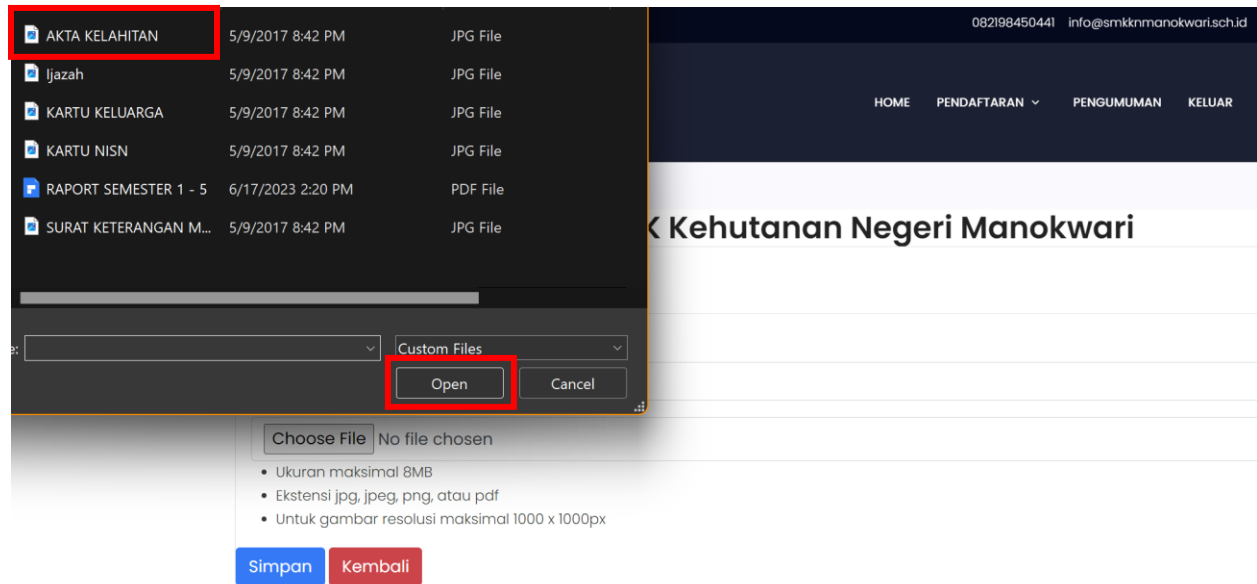 082198450441 info@smkknmanokwari.sch.id
HOME PENDAFTARAN PENGUMUMAN KELUAR
AKTA KELAHITAN 5/9/2017 8:42 PM JPG File
Ijazah 5/9/2017 8:42 PM JPG File
KARTU KELUARGA 5/9/2017 8:42 PM JPG File
KARTU NISN 5/9/2017 8:42 PM JPG File
RAPORT SEMESTER 1 - 5 6/17/2023 2:20 PM PDF File
SURAT KETERANGAN M... 5/9/2017 8:42 PM JPG File
Custom Files
Open Cancel
Kehutanan Negeri Manokwari
Choose File No file chosen
• Ukuran maksimal 8MB
• Ekstensi jpg, jpeg, png, atau pdf
• Untuk gambar resolusi maksimal 1000 x 1000px
Simpan Kembali